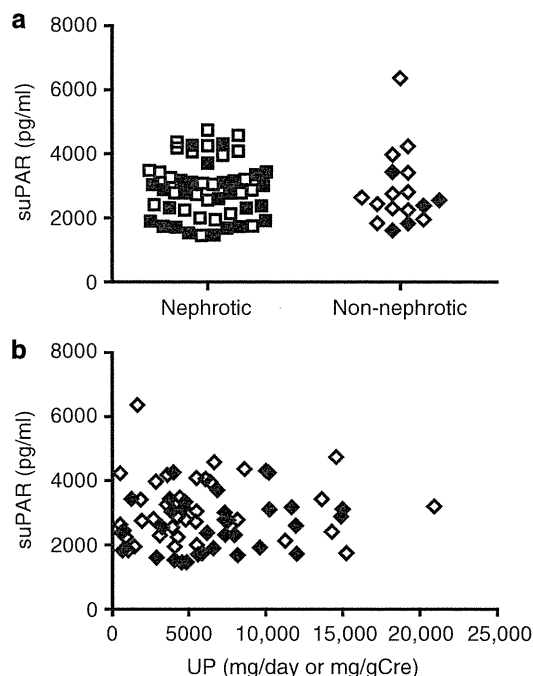 a
8000
6000
4000
2000
0
suPAR (pg/ml)
Nephrotic
Non-nephrotic
b
8000
6000
4000
2000
0
suPAR (pg/ml)
0
5000
10,000
15,000
20,000
25,000
UP (mg/day or mg/gCre)